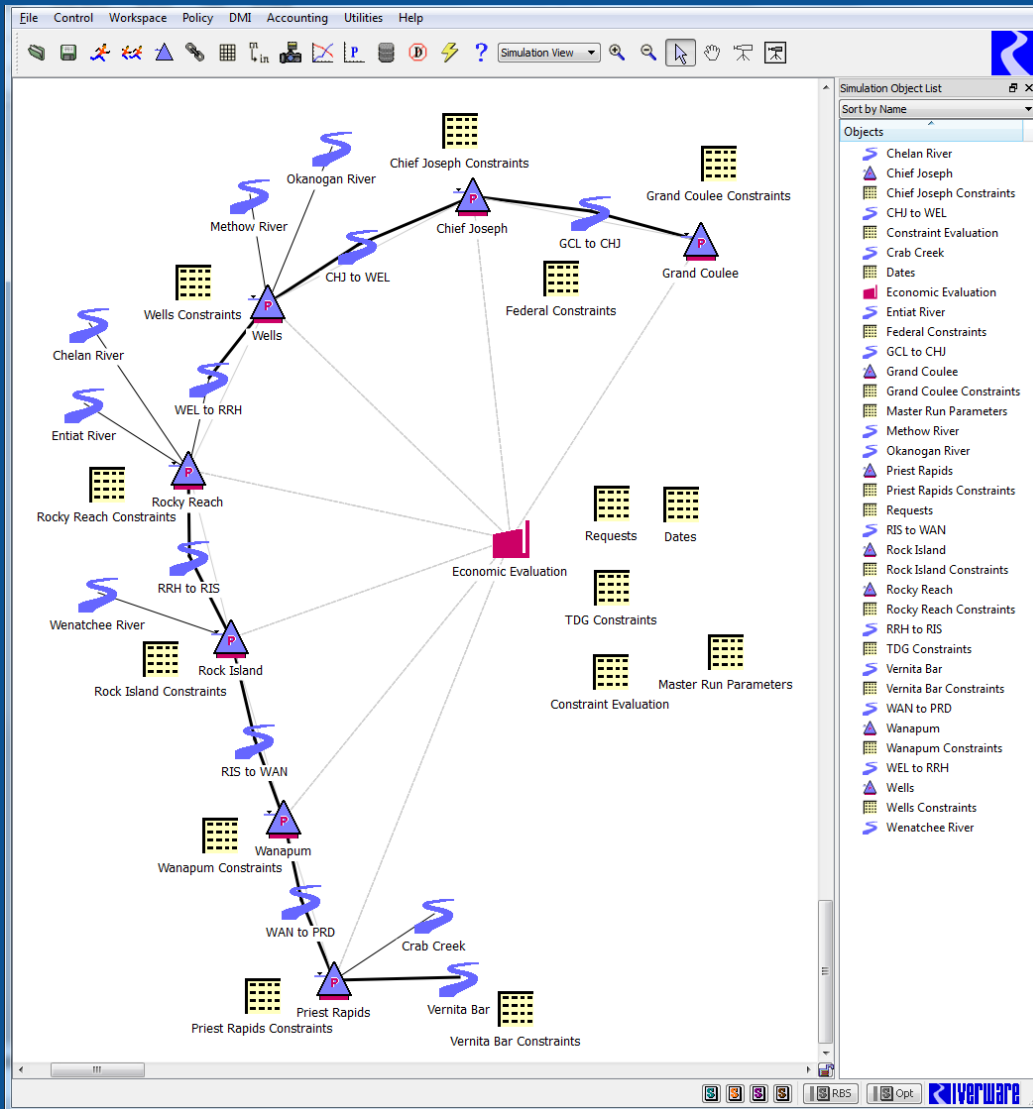 File Control Workspace Policy DMI Accounting Utilities Help
in P D ? Simulation View
Simulation Object List
Sort by Name
Objects
Chelan River
Chief Joseph
Chief Joseph Constraints
CHJ to WEL
Constraint Evaluation
Crab Creek
Dates
Economic Evaluation
Entiat River
Federal Constraints
GCL to CHJ
Grand Coulee
Grand Coulee Constraints
Master Run Parameters
Methow River
Okanogan River
Priest Rapids
Priest Rapids Constraints
Requests
RIS to WAN
Rock Island
Rock Island Constraints
Rocky Reach
Rocky Reach Constraints
RRH to RIS
TDG Constraints
Vernita Bar
Vernita Bar Constraints
WAN to PRD
Wanapum
Wanapum Constraints
WEL to RRH
Wells
Wells Constraints
Wenatchee River
Chief Joseph Constraints
Okanogan River
Grand Coulee Constraints
Methow River
P
Chief Joseph
GCL to CHJ
P
Grand Coulee
CHJ to WEL
Wells Constraints
Federal Constraints
P
Wells
Chelan River
WEL to RRH
Entiat River
P
Rocky Reach
Rocky Reach Constraints
Requests
Dates
Economic Evaluation
RRH to RIS
Wenatchee River
TDG Constraints
P
Rock Island
Rock Island Constraints
Master Run Parameters
Constraint Evaluation
RIS to WAN
P
Wanapum
Wanapum Constraints
WAN to PRD
Crab Creek
P
Priest Rapids
Vernita Bar
Priest Rapids Constraints
Vernita Bar Constraints
S S S S S RBS S Opt Riverware